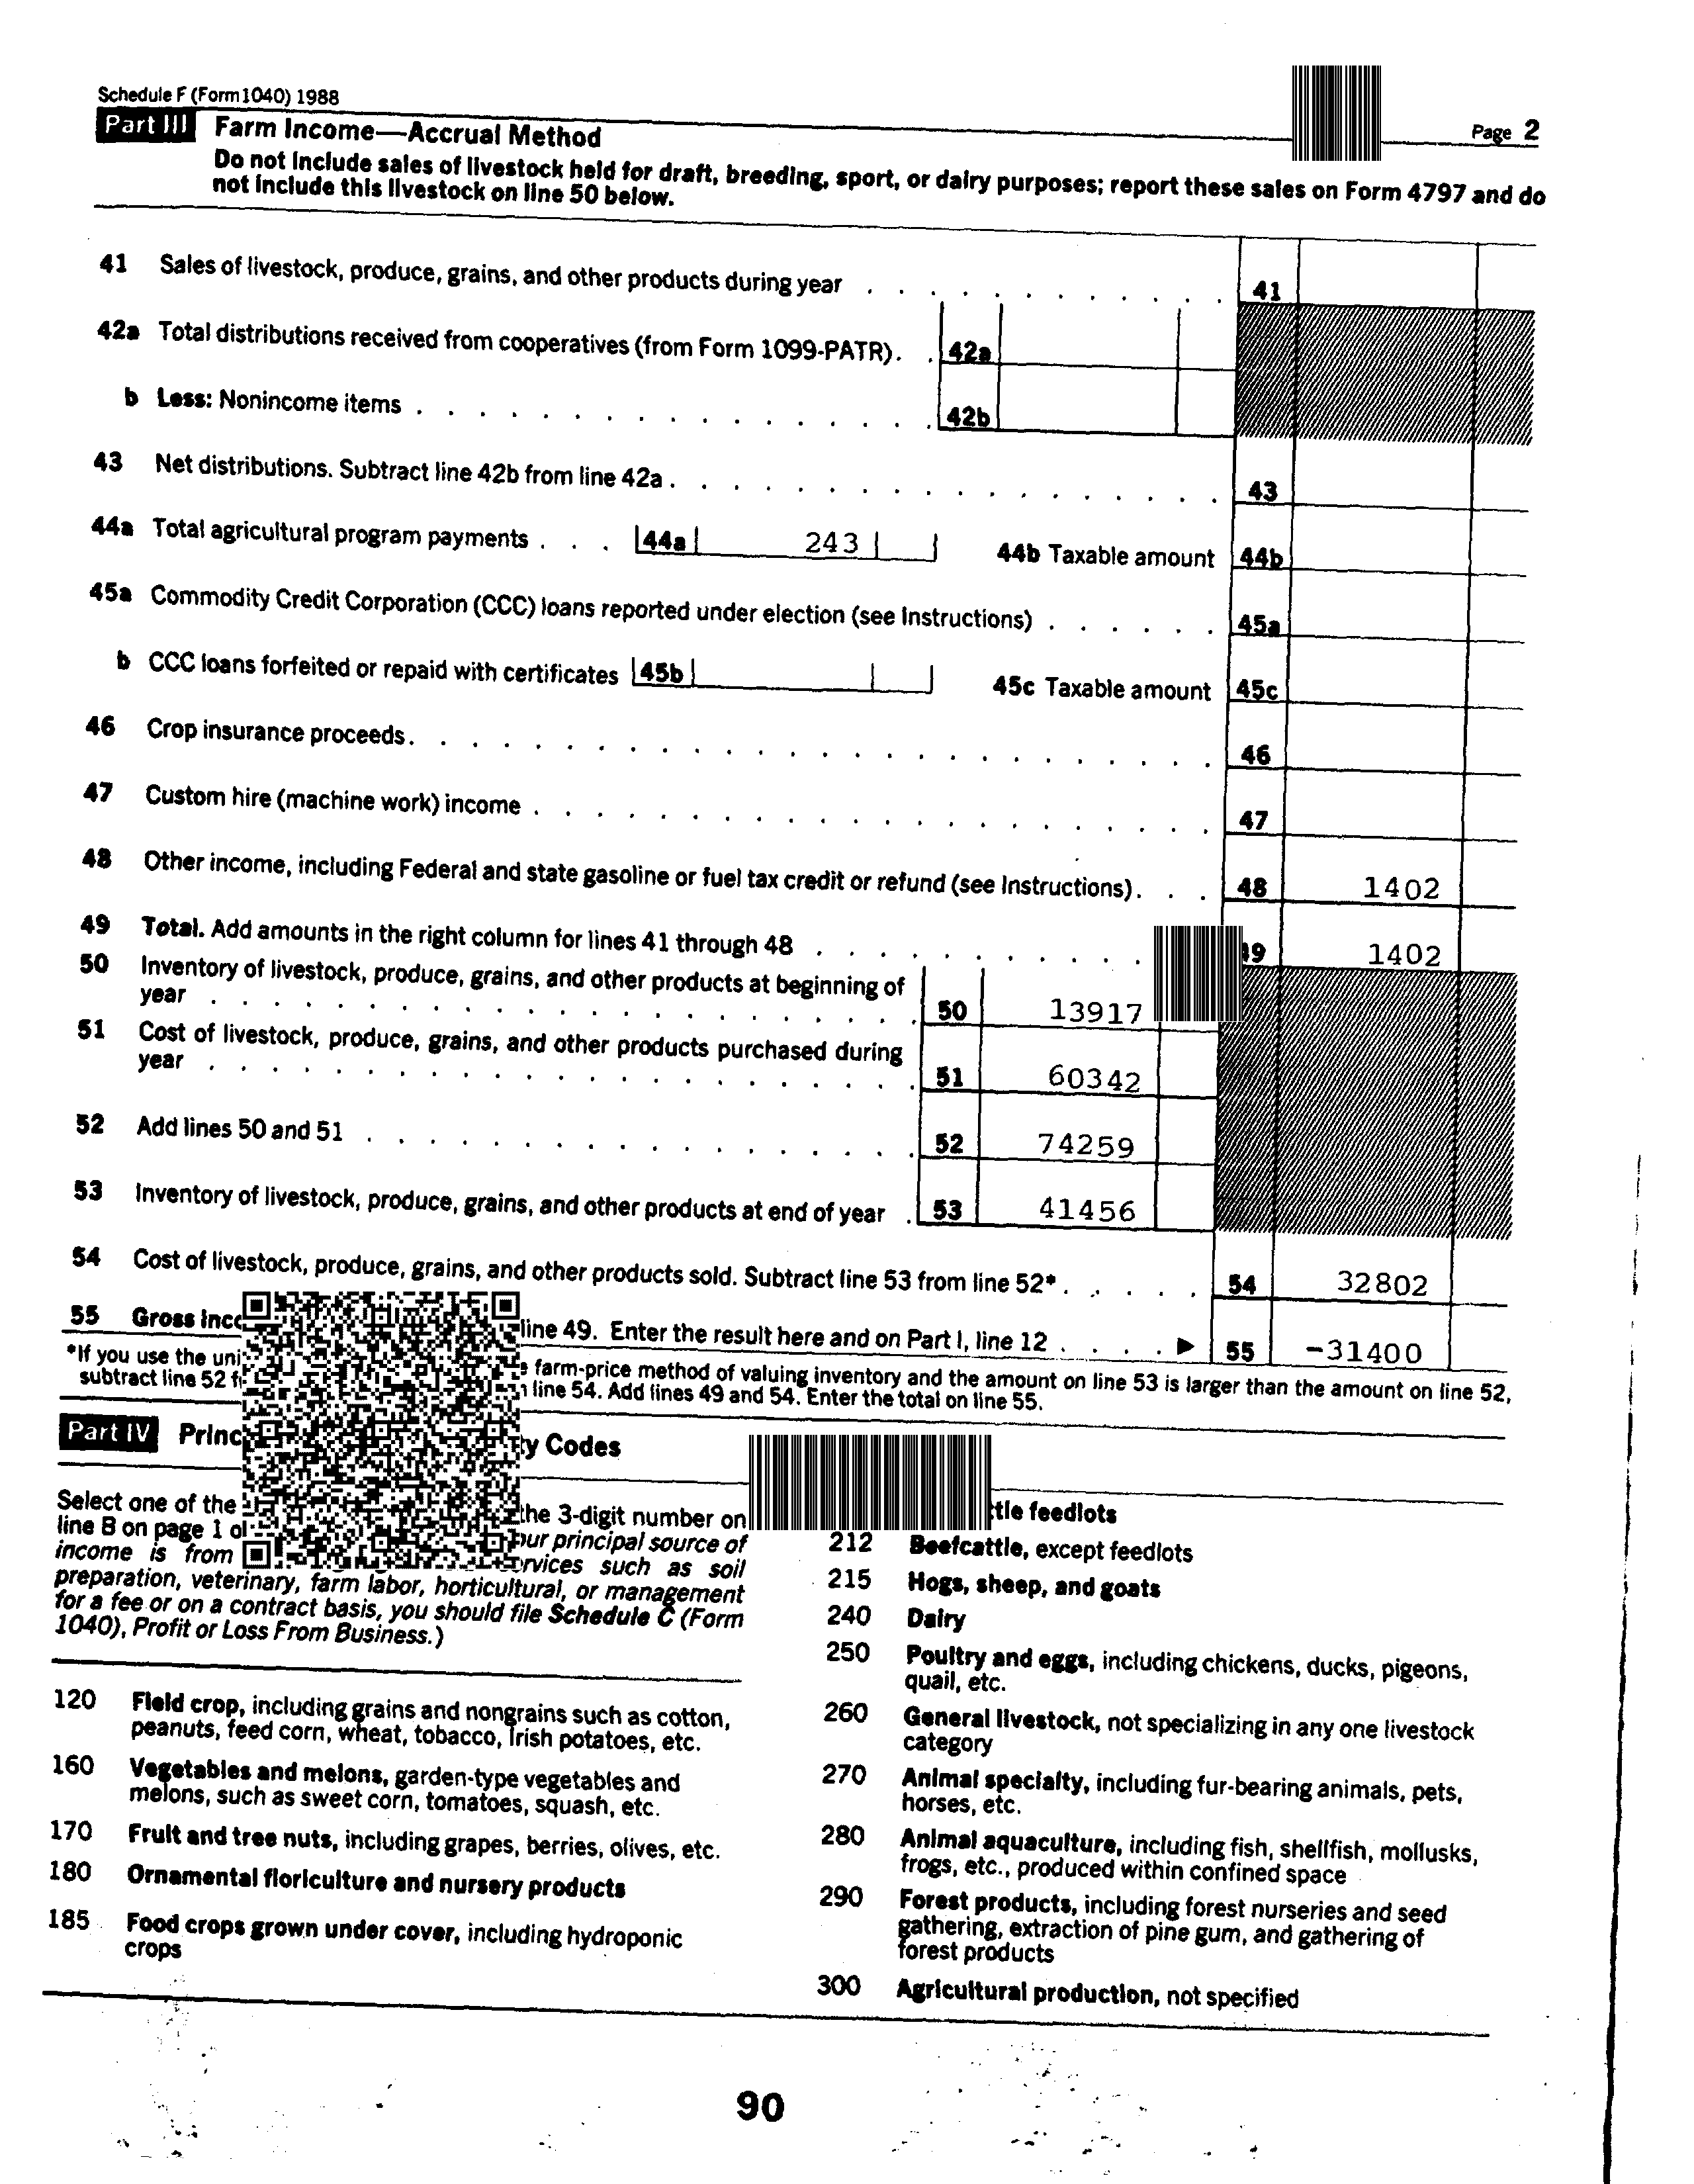 Schedule F (Form 1040) 1988
Page 2
Part III Farm Income—Accrual Method
Do not include sales of livestock held for draft, breeding, sport, or dairy purposes; report these sales on Form 4797 and do
not include this livestock on line 50 below.
41 Sales of livestock, produce, grains, and other products during year . . . . . . . . . . . . 41
42a Total distributions received from cooperatives (from Form 1099-PATR) . . 42a
b Less: Nonincome items . . . . . . . . . . . . . . . . . 42b
43 Net distributions. Subtract line 42b from line 42a . . . . . . . . . . . . . . . . . . 43
44a Total agricultural program payments . . . 44a 243 44b Taxable amount 44b
45a Commodity Credit Corporation (CCC) loans reported under election (see Instructions) . . . . . . 45a
b CCC loans forfeited or repaid with certificates 45b 45c Taxable amount 45c
46 Crop insurance proceeds . . . . . . . . . . . . . . . . . . . . . . . . . . 46
47 Custom hire (machine work) income . . . . . . . . . . . . . . . . . . . . . . 47
48 Other income, including Federal and state gasoline or fuel tax credit or refund (see Instructions) . . . 48 1402
49 Total. Add amounts in the right column for lines 41 through 48 . . . . . . . . . . . 1402
50 Inventory of livestock, produce, grains, and other products at beginning of
year . . . . . . . . . . . . . . . . . . . . . . . 50 13917
51 Cost of livestock, produce, grains, and other products purchased during
year . . . . . . . . . . . . . . . . . . . . . . . 51 60342
52 Add lines 50 and 51 . . . . . . . . . . . . . . . . . . 52 74259
53 Inventory of livestock, produce, grains, and other products at end of year . 53 41456
54 Cost of livestock, produce, grains, and other products sold. Subtract line 53 from line 52* . . . . . 54 32802
55 Gross line 49. Enter the result here and on Part I, line 12 . . . . ▶ 55 -31400
*If you use the farm-price method of valuing inventory and the amount on line 53 is larger than the amount on line 52,
subtract line 52 line 54. Add lines 49 and 54. Enter the total on line 55.
Part IV Codes
Select one of the the 3-digit number on
line B on page 1 principal source of
income is from such as soil
preparation, veterinary, farm labor, horticultural, or management
for a fee or on a contract basis, you should file Schedule C (Form
1040), Profit or Loss From Business.)
120 Field crop, including grains and nongrains such as cotton,
peanuts, feed corn, wheat, tobacco, Irish potatoes, etc.
160 Vegetables and melons, garden-type vegetables and
melons, such as sweet corn, tomatoes, squash, etc.
170 Fruit and tree nuts, including grapes, berries, olives, etc.
180 Ornamental floriculture and nursery products
185 Food crops grown under cover, including hydroponic
crops
feedlots
212 Beefcattle, except feedlots
215 Hogs, sheep, and goats
240 Dairy
250 Poultry and eggs, including chickens, ducks, pigeons,
quail, etc.
260 General livestock, not specializing in any one livestock
category
270 Animal specialty, including fur-bearing animals, pets,
horses, etc.
280 Animal aquaculture, including fish, shellfish, mollusks,
frogs, etc., produced within confined space
290 Forest products, including forest nurseries and seed
gathering, extraction of pine gum, and gathering of
forest products
300 Agricultural production, not specified
90